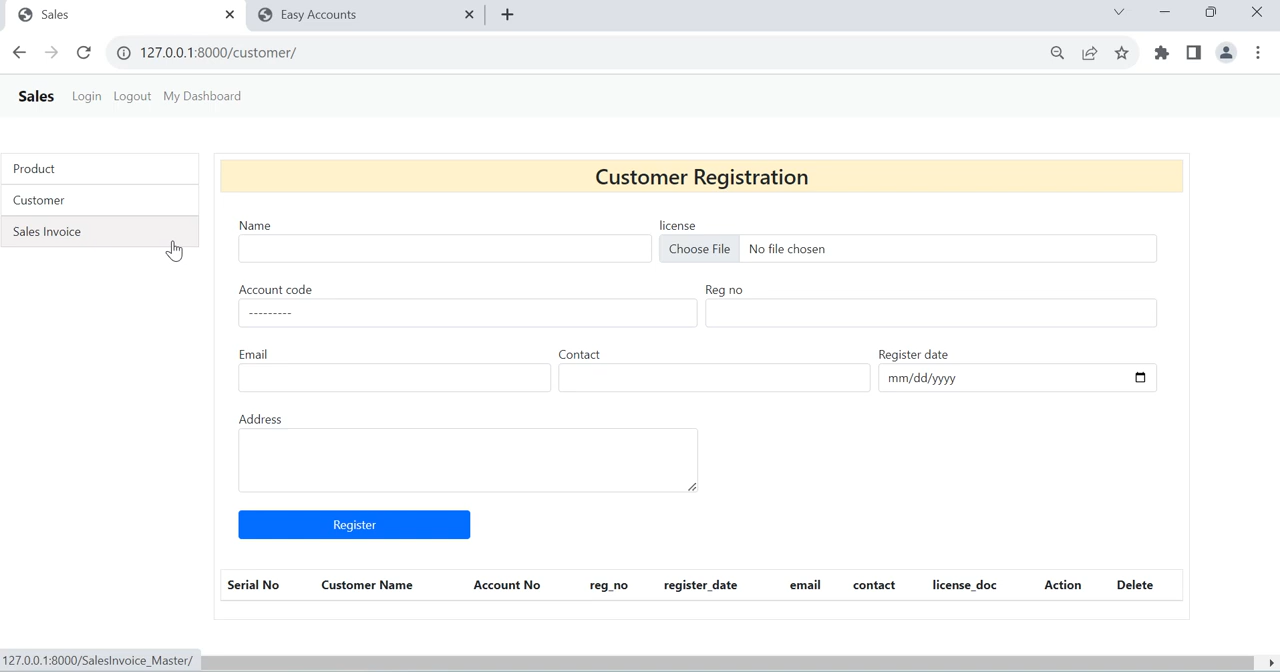 Sales
Easy Accounts
127.0.0.1:8000/customer/
Sales Login Logout My Dashboard
Product
Customer
Sales Invoice
Customer Registration
Name
license
Choose File No file chosen
Account code
Reg no
---------
Email
Contact
Register date
mm/dd/yyyy
Address
Register
Serial No Customer Name Account No reg_no register_date email contact license_doc Action Delete
127.0.0.1:8000/SalesInvoice_Master/